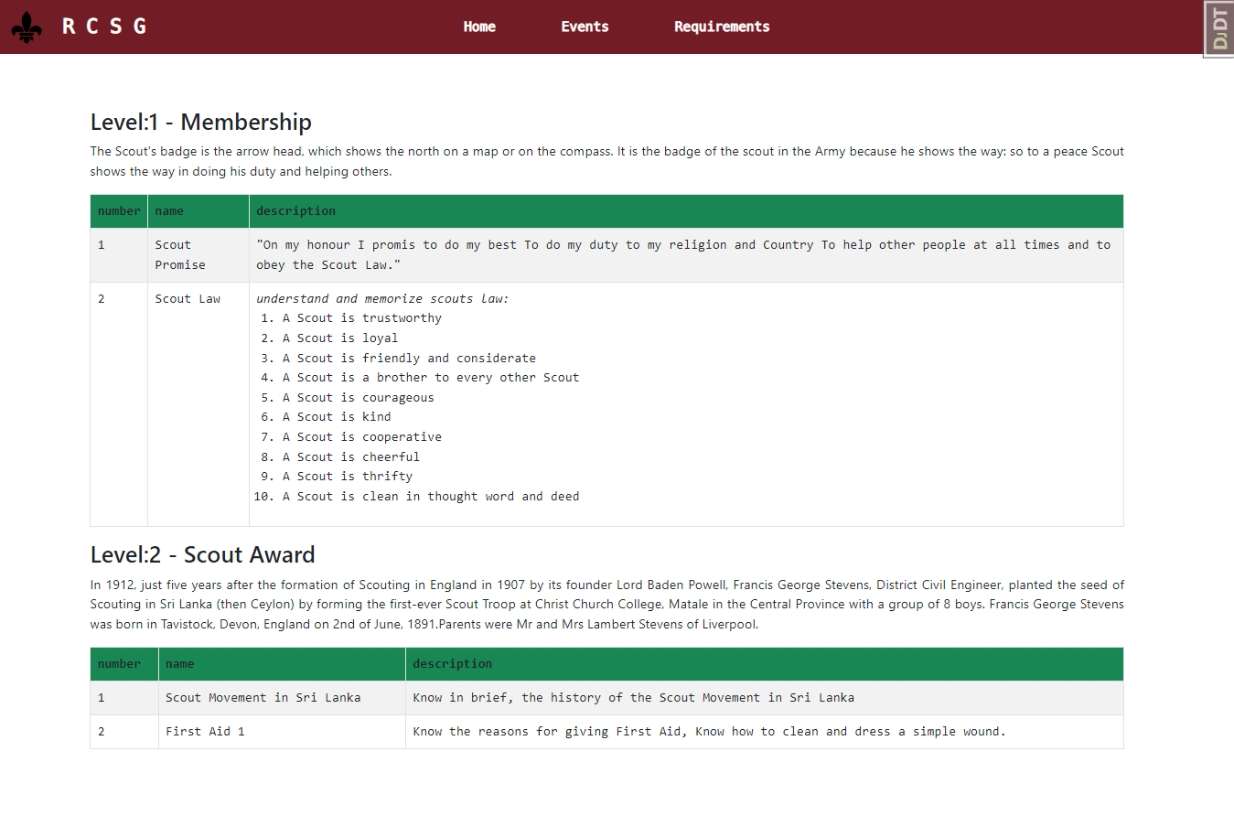 R C S G
Home
Events
Requirements
DJDT
Level:1 - Membership
The Scout's badge is the arrow head, which shows the north on a map or on the compass. It is the badge of the scout in the Army because he shows the way: so to a peace Scout
shows the way in doing his duty and helping others.
number name description
1 Scout "On my honour I promis to do my best To do my duty to my religion and Country To help other people at all times and to
Promise obey the Scout Law."
2 Scout Law understand and memorize scouts law:
1. A Scout is trustworthy
2. A Scout is loyal
3. A Scout is friendly and considerate
4. A Scout is a brother to every other Scout
5. A Scout is courageous
6. A Scout is kind
7. A Scout is cooperative
8. A Scout is cheerful
9. A Scout is thrifty
10. A Scout is clean in thought word and deed
Level:2 - Scout Award
In 1912, just five years after the formation of Scouting in England in 1907 by its founder Lord Baden Powell, Francis George Stevens, District Civil Engineer, planted the seed of
Scouting in Sri Lanka (then Ceylon) by forming the first-ever Scout Troop at Christ Church College, Matale in the Central Province with a group of 8 boys. Francis George Stevens
was born in Tavistock, Devon, England on 2nd of June, 1891.Parents were Mr and Mrs Lambert Stevens of Liverpool.
number name description
1 Scout Movement in Sri Lanka Know in brief, the history of the Scout Movement in Sri Lanka
2 First Aid 1 Know the reasons for giving First Aid, Know how to clean and dress a simple wound.